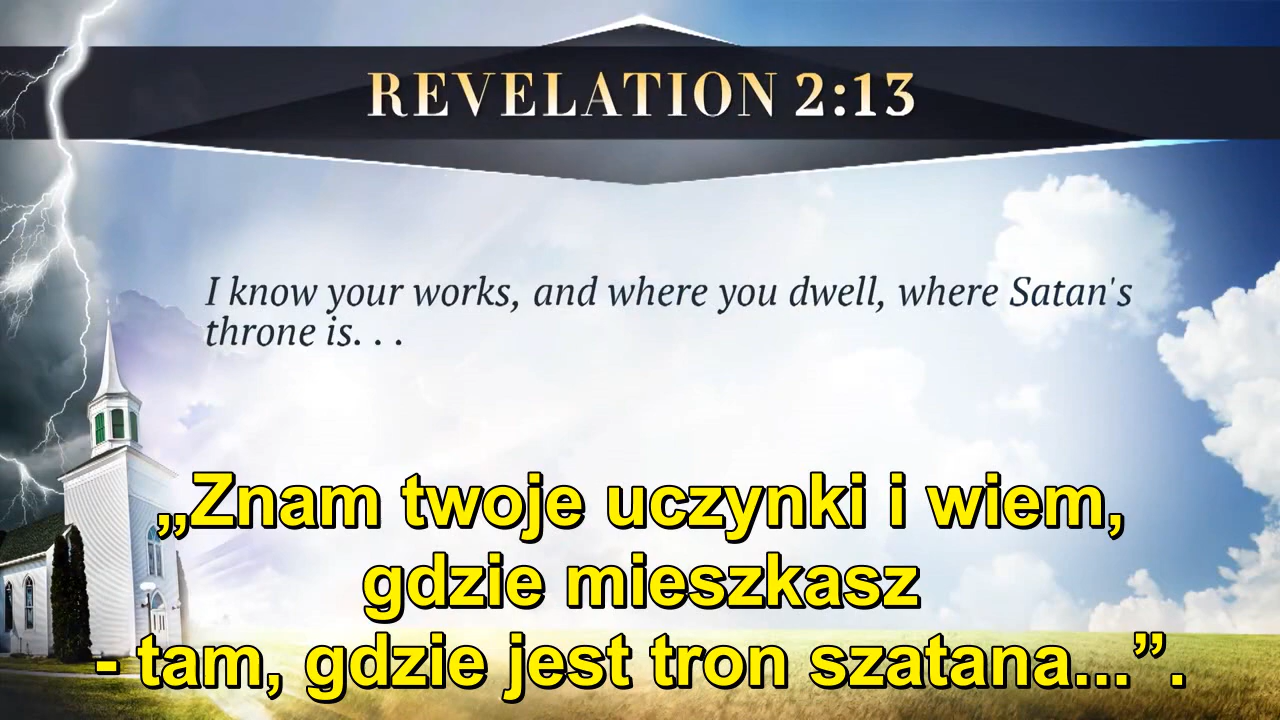 REVELATION 2:13
I know your works, and where you dwell, where Satan's
throne is. . .
„Znam twoje uczynki i wiem,
gdzie mieszkasz
- tam, gdzie jest tron szatana...”.